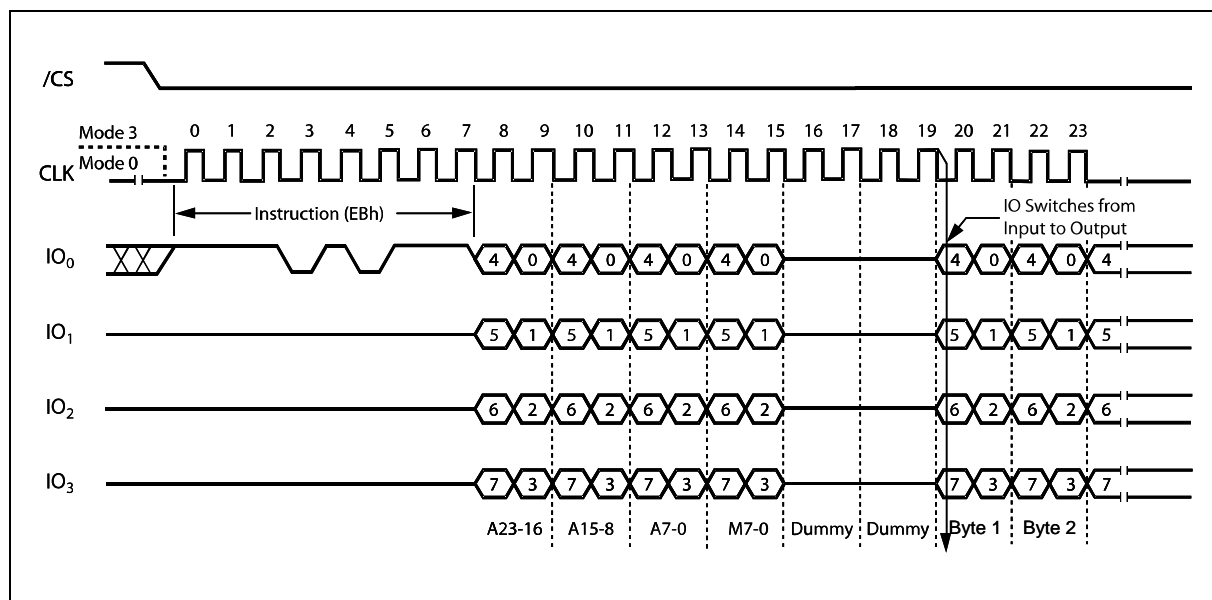 /CS
Mode 3
0 1 2 3 4 5 6 7 8 9 10 11 12 13 14 15 16 17 18 19 20 21 22 23
Mode 0
CLK
Instruction (EBh)
IO Switches from
Input to Output
IO0 4 0 4 0 4 0 4 0 4 0 4 0 4
IO1 5 1 5 1 5 1 5 1 5 1 5 1 5
IO2 6 2 6 2 6 2 6 2 6 2 6 2 6
IO3 7 3 7 3 7 3 7 3 7 3 7 3 7
A23-16 A15-8 A7-0 M7-0 Dummy Dummy Byte 1 Byte 2